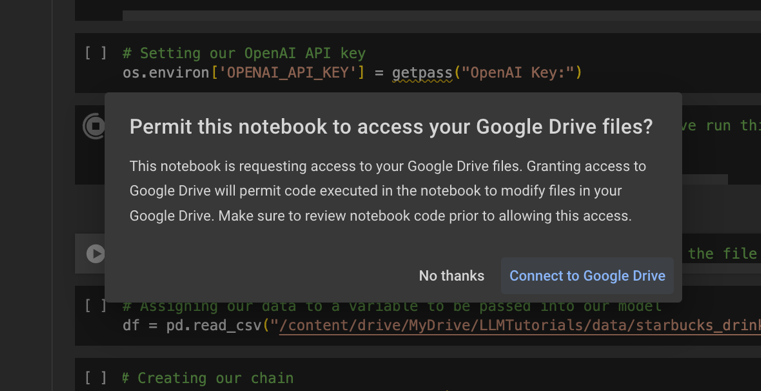 [ ] # Setting our OpenAI API key
os.environ['OPENAI_API_KEY'] = getpass("OpenAI Key:")
Permit this notebook to access your Google Drive files?
run
This notebook is requesting access to your Google Drive files. Granting access to
Google Drive will permit code executed in the notebook to modify files in your
Google Drive. Make sure to review notebook code prior to allowing this access.
the file
No thanks Connect to Google Drive
[ ] # Assigning our data to a variable to be passed into our model
df = pd.read_csv("/content/drive/MyDrive/LLMTutorials/data/starbucks_drin
[ ] # Creating our chain